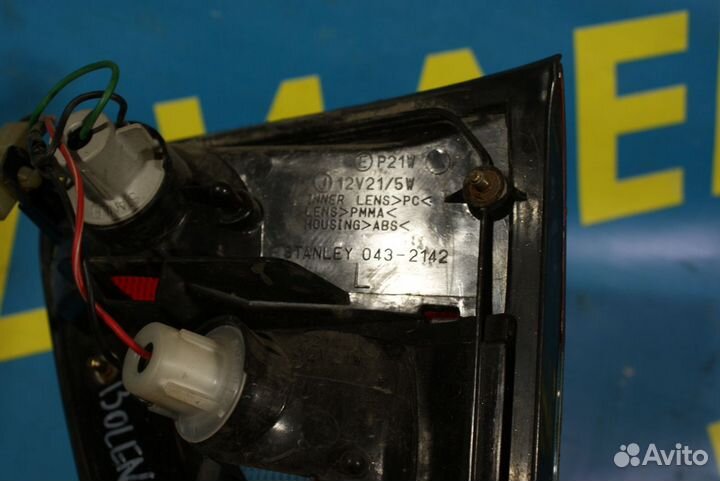 Ⓔ P21W
Ⓙ 12V21/5W
INNER LENS>PC<
LENS>PMMA<
HOUSING>ABS<
STANLEY 043-2142
L
Avito